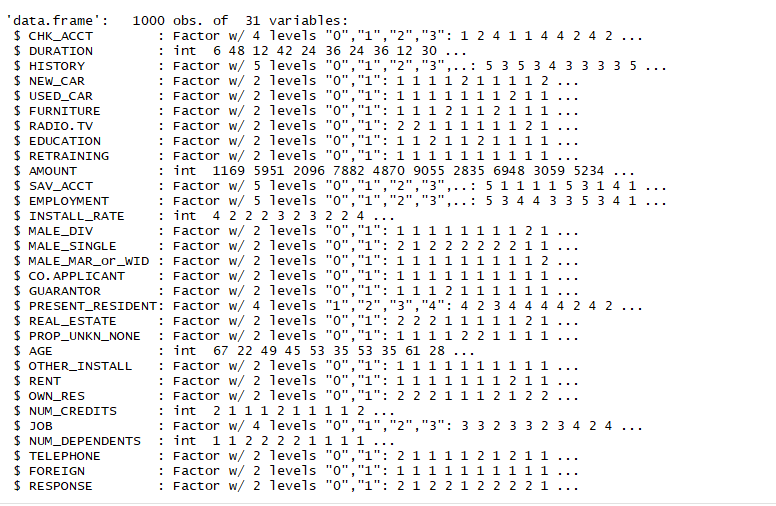 'data.frame':   1000 obs. of  31 variables:
 $ CHK_ACCT        : Factor w/ 4 levels "0","1","2","3": 1 2 4 1 1 4 4 2 4 2 ...
 $ DURATION        : int  6 48 12 42 24 36 24 36 12 30 ...
 $ HISTORY         : Factor w/ 5 levels "0","1","2","3",..: 5 3 5 3 4 3 3 3 3 5 ...
 $ NEW_CAR         : Factor w/ 2 levels "0","1": 1 1 1 1 2 1 1 1 1 2 ...
 $ USED_CAR        : Factor w/ 2 levels "0","1": 1 1 1 1 1 1 1 2 1 1 ...
 $ FURNITURE       : Factor w/ 2 levels "0","1": 1 1 1 2 1 1 2 1 1 1 ...
 $ RADIO.TV        : Factor w/ 2 levels "0","1": 2 2 1 1 1 1 1 1 2 1 ...
 $ EDUCATION       : Factor w/ 2 levels "0","1": 1 1 2 1 1 2 1 1 1 1 ...
 $ RETRAINING      : Factor w/ 2 levels "0","1": 1 1 1 1 1 1 1 1 1 1 ...
 $ AMOUNT          : int  1169 5951 2096 7882 4870 9055 2835 6948 3059 5234 ...
 $ SAV_ACCT        : Factor w/ 5 levels "0","1","2","3",..: 5 1 1 1 1 5 3 1 4 1 ...
 $ EMPLOYMENT      : Factor w/ 5 levels "0","1","2","3",..: 5 3 4 4 3 3 5 3 4 1 ...
 $ INSTALL_RATE    : int  4 2 2 2 3 2 3 2 2 4 ...
 $ MALE_DIV        : Factor w/ 2 levels "0","1": 1 1 1 1 1 1 1 1 2 1 ...
 $ MALE_SINGLE     : Factor w/ 2 levels "0","1": 2 1 2 2 2 2 2 2 1 1 ...
 $ MALE_MAR_or_WID : Factor w/ 2 levels "0","1": 1 1 1 1 1 1 1 1 1 2 ...
 $ CO.APPLICANT    : Factor w/ 2 levels "0","1": 1 1 1 1 1 1 1 1 1 1 ...
 $ GUARANTOR       : Factor w/ 2 levels "0","1": 1 1 1 2 1 1 1 1 1 1 ...
 $ PRESENT_RESIDENT: Factor w/ 4 levels "1","2","3","4": 4 2 3 4 4 4 4 2 4 2 ...
 $ REAL_ESTATE     : Factor w/ 2 levels "0","1": 2 2 2 1 1 1 1 1 2 1 ...
 $ PROP_UNKN_NONE  : Factor w/ 2 levels "0","1": 1 1 1 1 2 2 1 1 1 1 ...
 $ AGE             : int  67 22 49 45 53 35 53 35 61 28 ...
 $ OTHER_INSTALL   : Factor w/ 2 levels "0","1": 1 1 1 1 1 1 1 1 1 1 ...
 $ RENT            : Factor w/ 2 levels "0","1": 1 1 1 1 1 1 1 2 1 1 ...
 $ OWN_RES         : Factor w/ 2 levels "0","1": 2 2 2 1 1 1 2 1 2 2 ...
 $ NUM_CREDITS     : int  2 1 1 1 2 1 1 1 1 2 ...
 $ JOB             : Factor w/ 4 levels "0","1","2","3": 3 3 2 3 3 2 3 4 2 4 ...
 $ NUM_DEPENDENTS  : int  1 1 2 2 2 2 1 1 1 1 ...
 $ TELEPHONE       : Factor w/ 2 levels "0","1": 2 1 1 1 1 2 1 2 1 1 ...
 $ FOREIGN         : Factor w/ 2 levels "0","1": 1 1 1 1 1 1 1 1 1 1 ...
 $ RESPONSE        : Factor w/ 2 levels "0","1": 2 1 2 2 1 2 2 2 2 1 ...